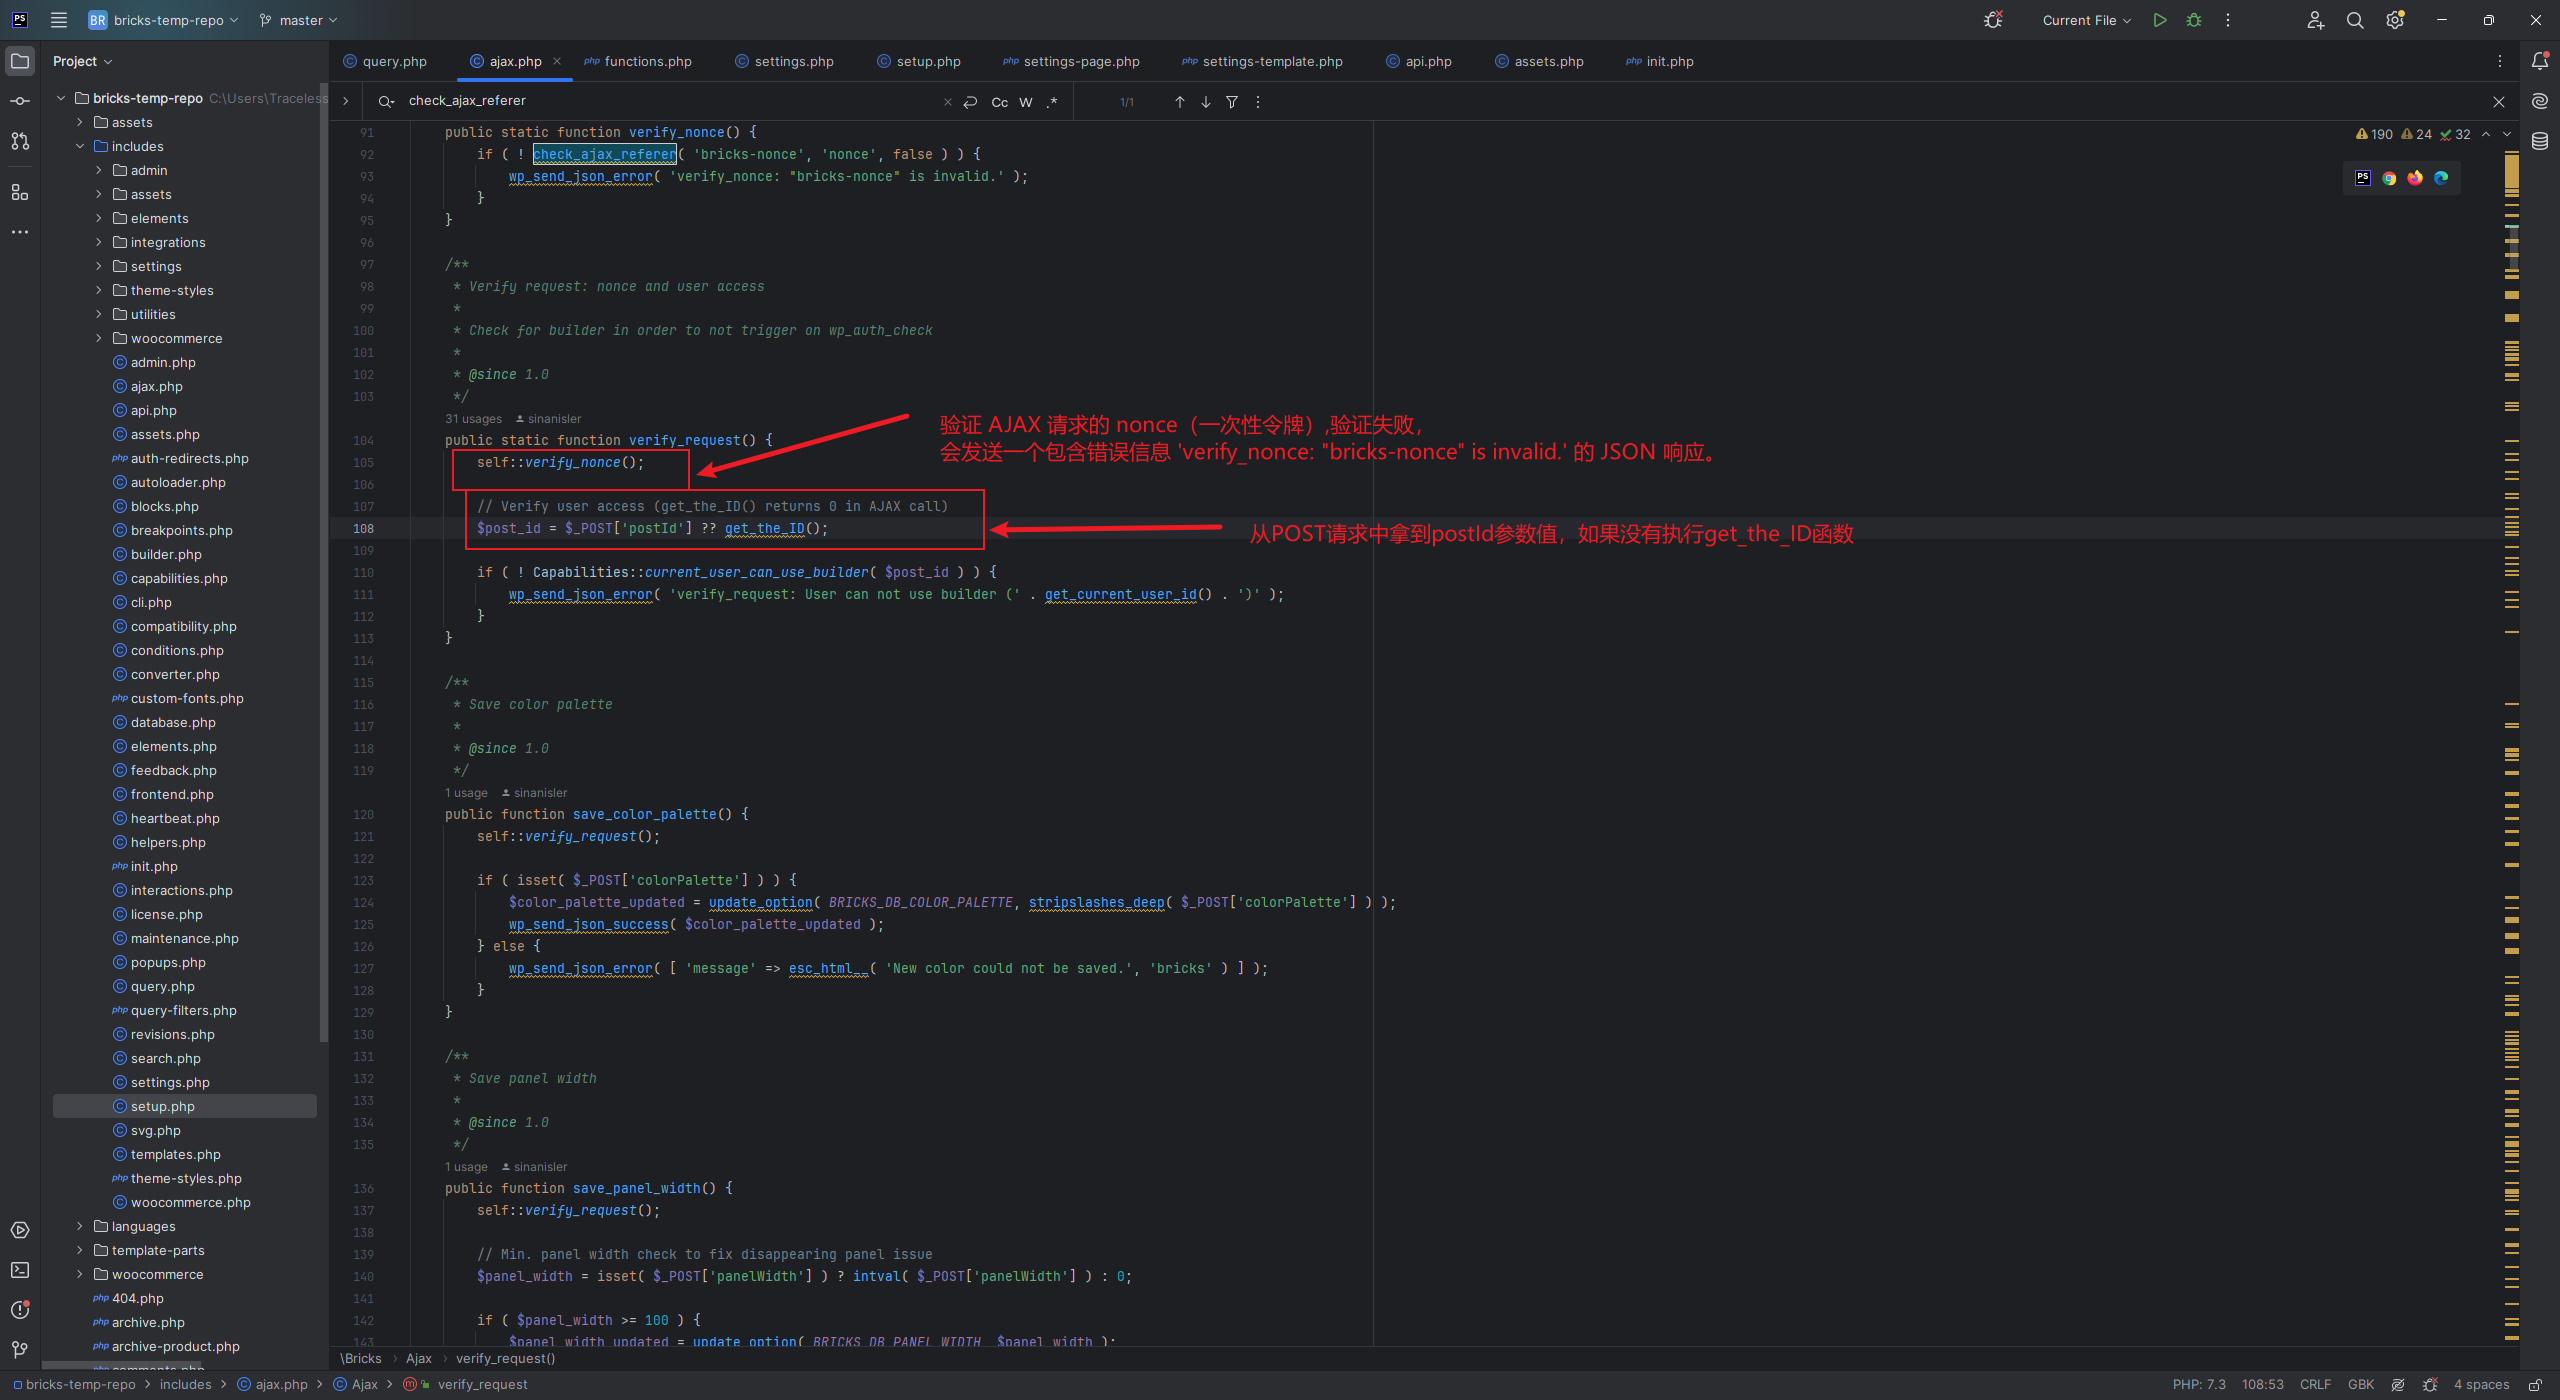 PS
BR bricks-temp-repo master
Current File
Project
query.php ajax.php php functions.php settings.php setup.php php settings-page.php php settings-template.php api.php assets.php php init.php
check_ajax_referer
Cc W .* 1/1
190 24 32
PS
bricks-temp-repo C:\Users\Traceless
assets
includes
admin
assets
elements
integrations
settings
theme-styles
utilities
woocommerce
admin.php
ajax.php
api.php
assets.php
php auth-redirects.php
autoloader.php
blocks.php
breakpoints.php
builder.php
capabilities.php
cli.php
compatibility.php
conditions.php
converter.php
php custom-fonts.php
database.php
elements.php
feedback.php
frontend.php
heartbeat.php
helpers.php
php init.php
interactions.php
license.php
maintenance.php
popups.php
query.php
php query-filters.php
revisions.php
search.php
settings.php
setup.php
svg.php
templates.php
php theme-styles.php
woocommerce.php
languages
template-parts
woocommerce
php 404.php
php archive.php
php archive-product.php
php comments.php
91 public static function verify_nonce() {
92 if ( ! check_ajax_referer( 'bricks-nonce', 'nonce', false ) ) {
93 wp_send_json_error( 'verify_nonce: "bricks-nonce" is invalid.' );
94 }
95 }
96
97 /**
98 * Verify request: nonce and user access
99 *
100 * Check for builder in order to not trigger on wp_auth_check
101 *
102 * @since 1.0
103 */
31 usages sinanisler
104 public static function verify_request() {
105 self::verify_nonce();
106
107 // Verify user access (get_the_ID() returns 0 in AJAX call)
108 $post_id = $_POST['postId'] ?? get_the_ID();
109
110 if ( ! Capabilities::current_user_can_use_builder( $post_id ) ) {
111 wp_send_json_error( 'verify_request: User can not use builder (' . get_current_user_id() . ')' );
112 }
113 }
114
115 /**
116 * Save color palette
117 *
118 * @since 1.0
119 */
1 usage sinanisler
120 public function save_color_palette() {
121 self::verify_request();
122
123 if ( isset( $_POST['colorPalette'] ) ) {
124 $color_palette_updated = update_option( BRICKS_DB_COLOR_PALETTE, stripslashes_deep( $_POST['colorPalette'] ) );
125 wp_send_json_success( $color_palette_updated );
126 } else {
127 wp_send_json_error( [ 'message' => esc_html__( 'New color could not be saved.', 'bricks' ) ] );
128 }
129 }
130
131 /**
132 * Save panel width
133 *
134 * @since 1.0
135 */
1 usage sinanisler
136 public function save_panel_width() {
137 self::verify_request();
138
139 // Min. panel width check to fix disappearing panel issue
140 $panel_width = isset( $_POST['panelWidth'] ) ? intval( $_POST['panelWidth'] ) : 0;
141
142 if ( $panel_width >= 100 ) {
143 $panel_width_updated = update_option( BRICKS_DB_PANEL_WIDTH, $panel_width );
验证 AJAX 请求的 nonce（一次性令牌）,验证失败，
会发送一个包含错误信息 'verify_nonce: "bricks-nonce" is invalid.' 的 JSON 响应。
从POST请求中拿到postId参数值，如果没有执行get_the_ID函数
\Bricks Ajax verify_request()
bricks-temp-repo includes ajax.php Ajax verify_request
PHP: 7.3 108:53 CRLF GBK 4 spaces